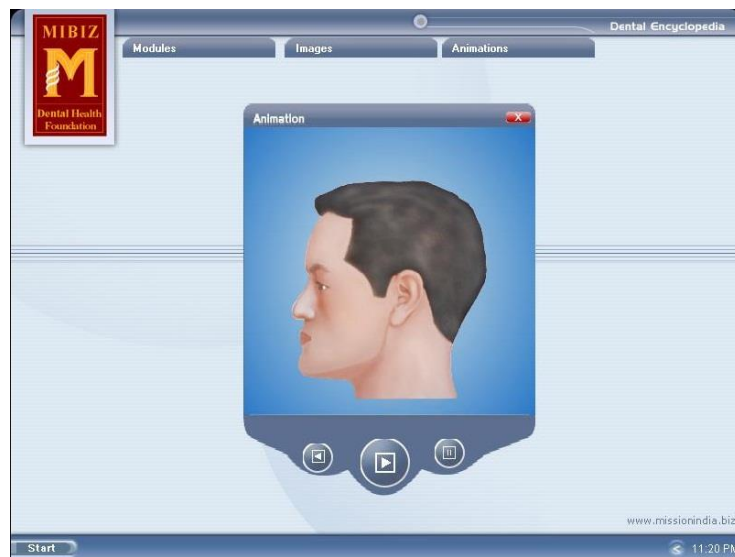 MIBIZ
M
Dental Health
Foundation
Dental Encyclopedia
Modules
Images
Animations
Animation
X
www.missionindia.biz
Start
11:20 PM